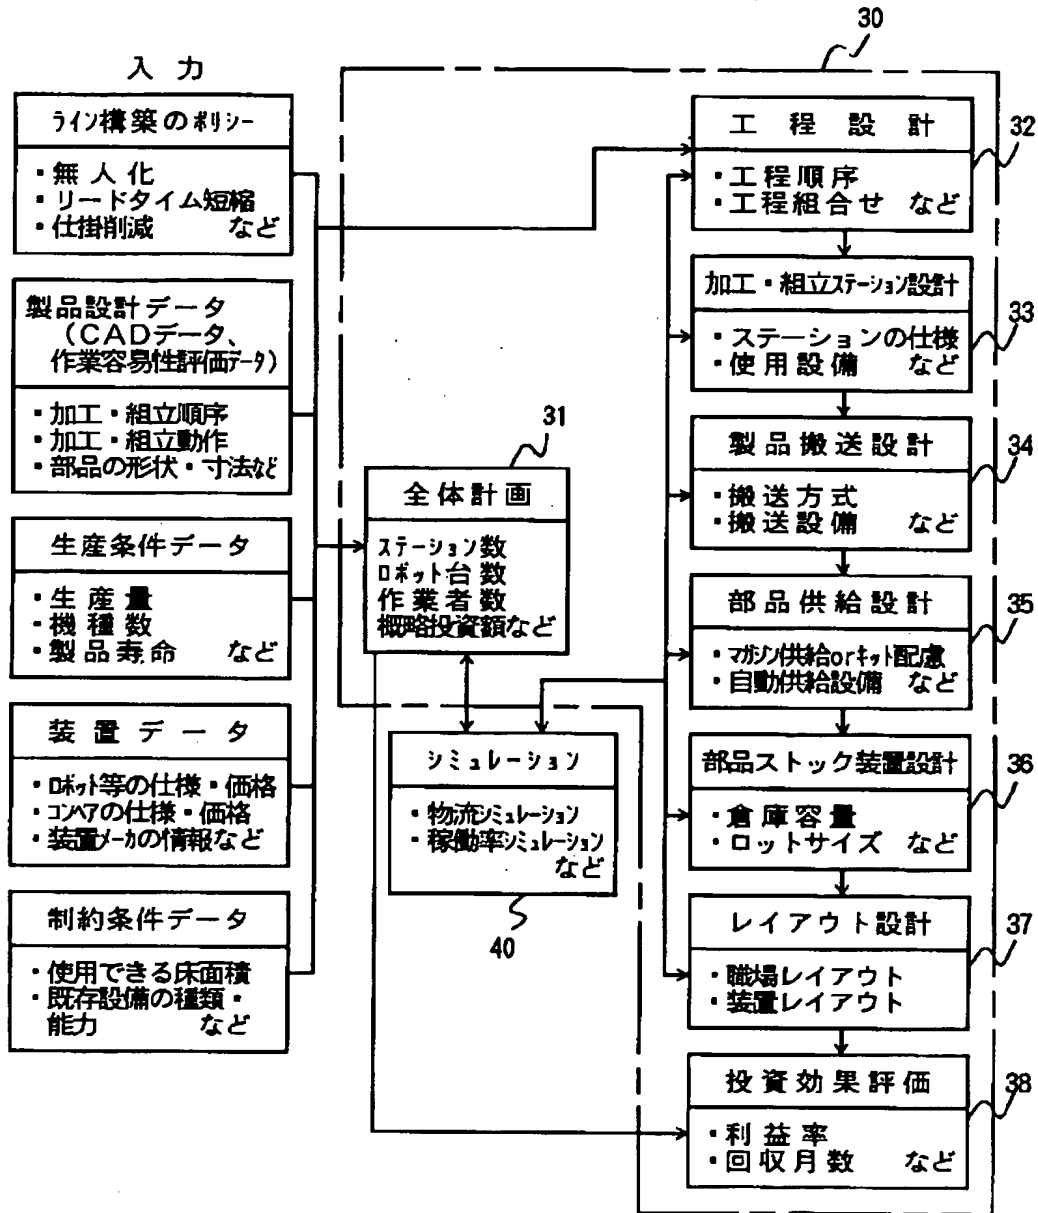 入力
ライン構築のポリシー
・無人化
・リードタイム短縮
・仕掛削減 など
製品設計データ
(CADデータ、
作業容易性評価データ)
・加工・組立順序
・加工・組立動作
・部品の形状・寸法など
生産条件データ
・生産量
・機種数
・製品寿命 など
装置データ
・ロボット等の仕様・価格
・コンベアの仕様・価格
・装置メーカの情報など
制約条件データ
・使用できる床面積
・既存設備の種類・
能力 など
31
全体計画
ステーション数
ロボット台数
作業者数
概略投資額など
シミュレーション
・物流シミュレーション
・稼働率シミュレーション
など
40
30
工程設計
32
・工程順序
・工程組合せ など
加工・組立ステーション設計
33
・ステーションの仕様
・使用設備 など
製品搬送設計
34
・搬送方式
・搬送設備 など
部品供給設計
35
・マガジン供給orキット配慮
・自動供給設備 など
部品ストック装置設計
36
・倉庫容量
・ロットサイズ など
レイアウト設計
37
・職場レイアウト
・装置レイアウト
投資効果評価
38
・利益率
・回収月数 など